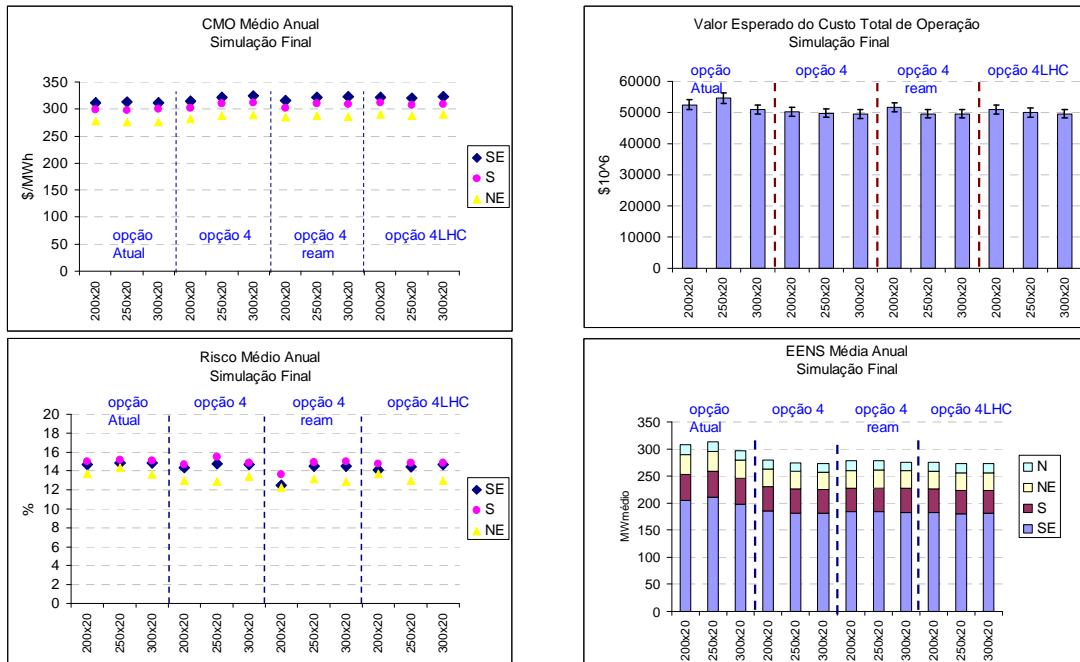 CMO Médio Anual
Simulação Final
350
300
250
200
150
100
50
0
$/MWh
opção
Atual
opção 4
opção 4
ream
opção 4LHC
200x20
250x20
300x20
200x20
250x20
300x20
200x20
250x20
300x20
200x20
250x20
300x20
SE
S
NE
Valor Esperado do Custo Total de Operação
Simulação Final
opção
Atual
opção 4
opção 4
ream
opção 4LHC
60000
50000
40000
30000
20000
10000
0
$10^6
200x20
250x20
300x20
200x20
250x20
300x20
200x20
250x20
300x20
200x20
250x20
300x20
Risco Médio Anual
Simulação Final
opção
Atual
opção 4
opção 4
ream
opção 4LHC
20
18
16
14
12
10
8
6
4
2
0
%
200x20
250x20
300x20
200x20
250x20
300x20
200x20
250x20
300x20
200x20
250x20
300x20
SE
S
NE
EENS Média Anual
Simulação Final
opção
Atual
opção 4
opção 4
ream
opção 4LHC
350
300
250
200
150
100
50
0
MWmédio
200x20
250x20
300x20
200x20
250x20
300x20
200x20
250x20
300x20
200x20
250x20
300x20
N
NE
S
SE